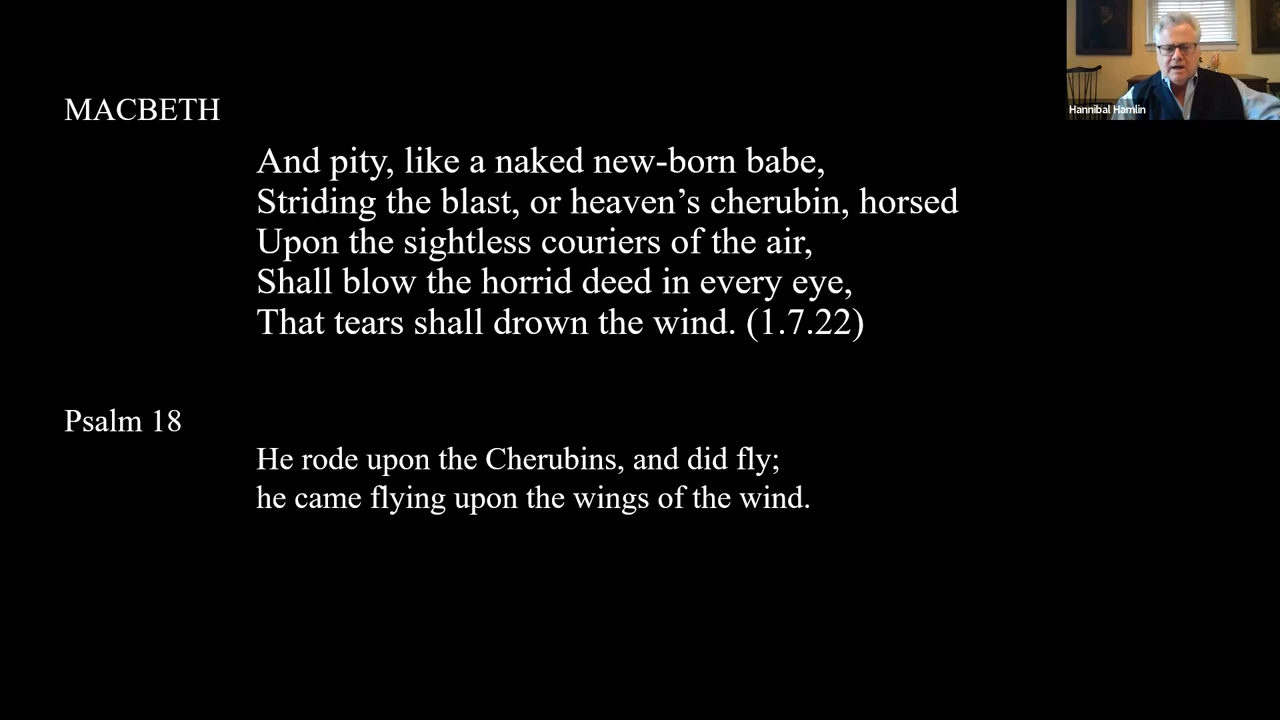 Hannibal Hamlin
MACBETH
And pity, like a naked new-born babe,
Striding the blast, or heaven’s cherubin, horsed
Upon the sightless couriers of the air,
Shall blow the horrid deed in every eye,
That tears shall drown the wind. (1.7.22)
Psalm 18
He rode upon the Cherubins, and did fly;
he came flying upon the wings of the wind.